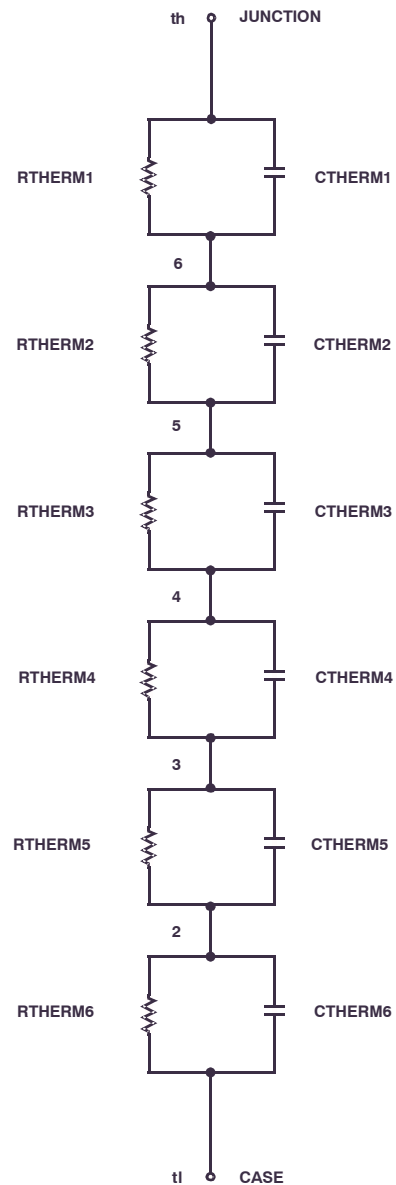 th JUNCTION
RTHERM1 CTHERM1
6
RTHERM2 CTHERM2
5
RTHERM3 CTHERM3
4
RTHERM4 CTHERM4
3
RTHERM5 CTHERM5
2
RTHERM6 CTHERM6
tl CASE